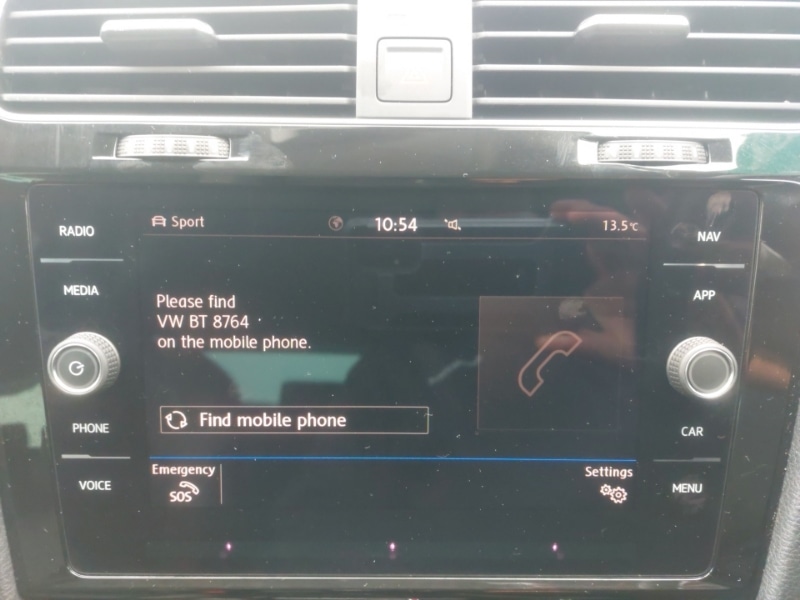 Sport
10:54
13.5°C
RADIO
NAV
MEDIA
APP
Please find
VW BT 8764
on the mobile phone.
Find mobile phone
PHONE
CAR
Emergency
SOS
Settings
VOICE
MENU